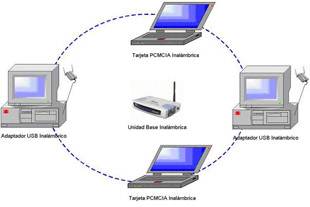 Tarjeta PCMCIA Inalámbrica
Adaptador USB Inalámbrico
Unidad Base Inalámbrica
Adaptador USB Inalámbrico
Tarjeta PCMCIA Inalámbrica